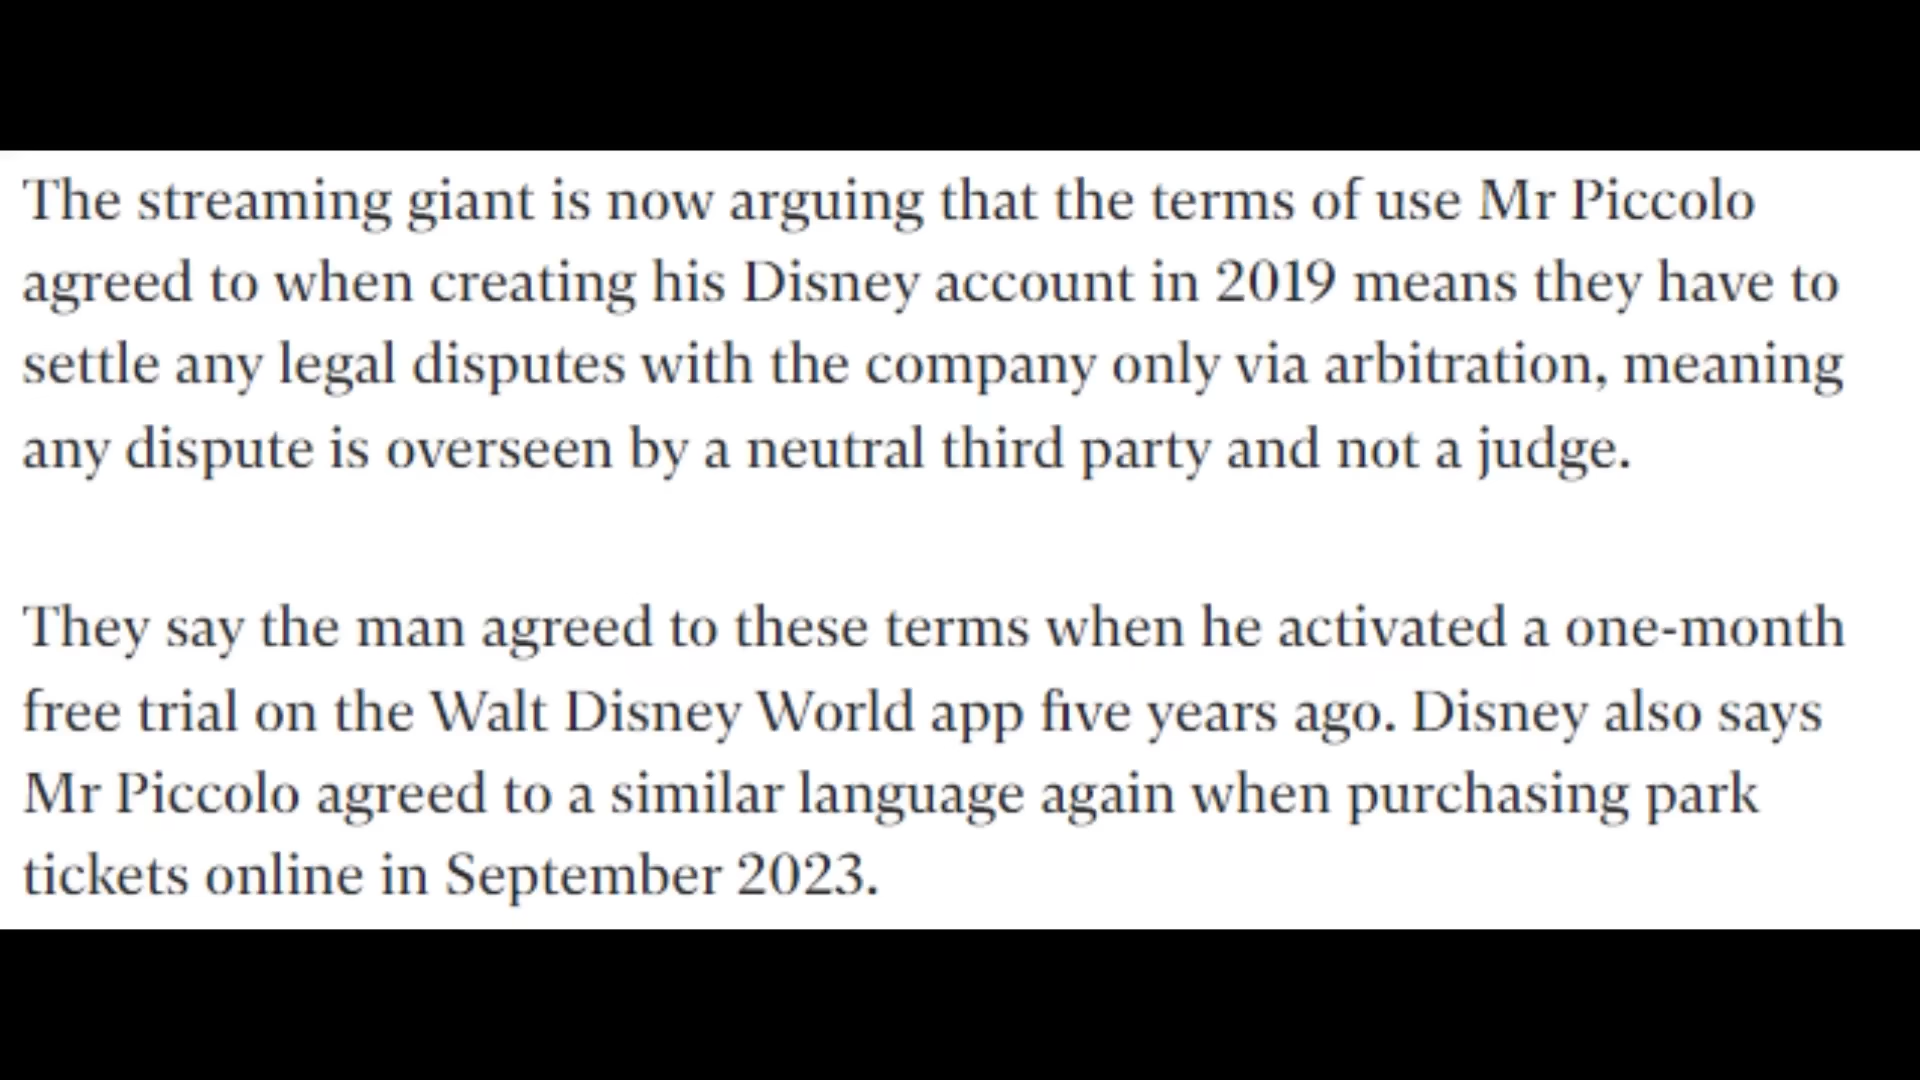 The streaming giant is now arguing that the terms of use Mr Piccolo
agreed to when creating his Disney account in 2019 means they have to
settle any legal disputes with the company only via arbitration, meaning
any dispute is overseen by a neutral third party and not a judge.
They say the man agreed to these terms when he activated a one-month
free trial on the Walt Disney World app five years ago. Disney also says
Mr Piccolo agreed to a similar language again when purchasing park
tickets online in September 2023.